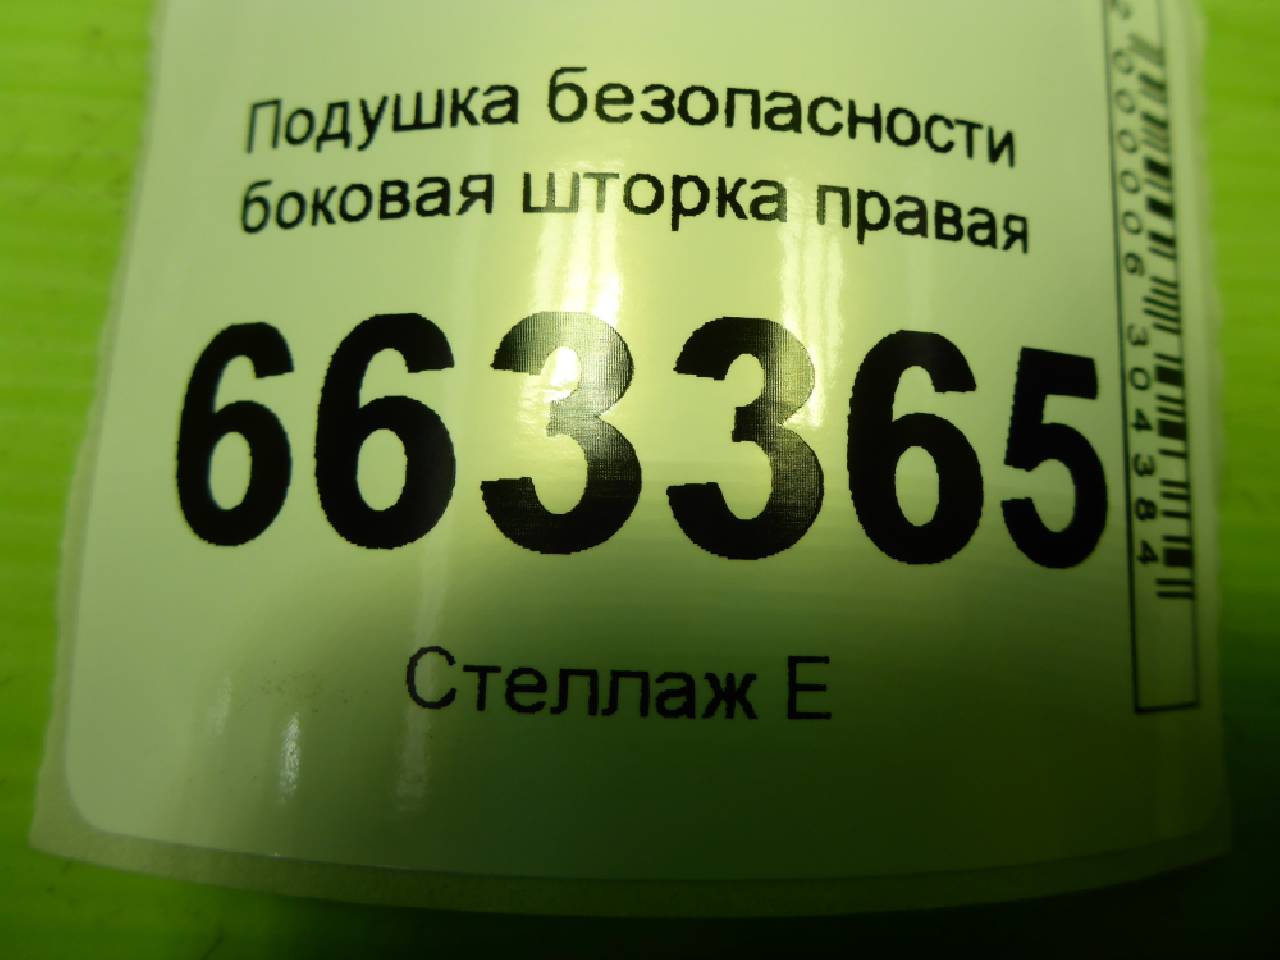 Подушка безопасности
боковая шторка правая
663365
Стеллаж Е
2000006304384